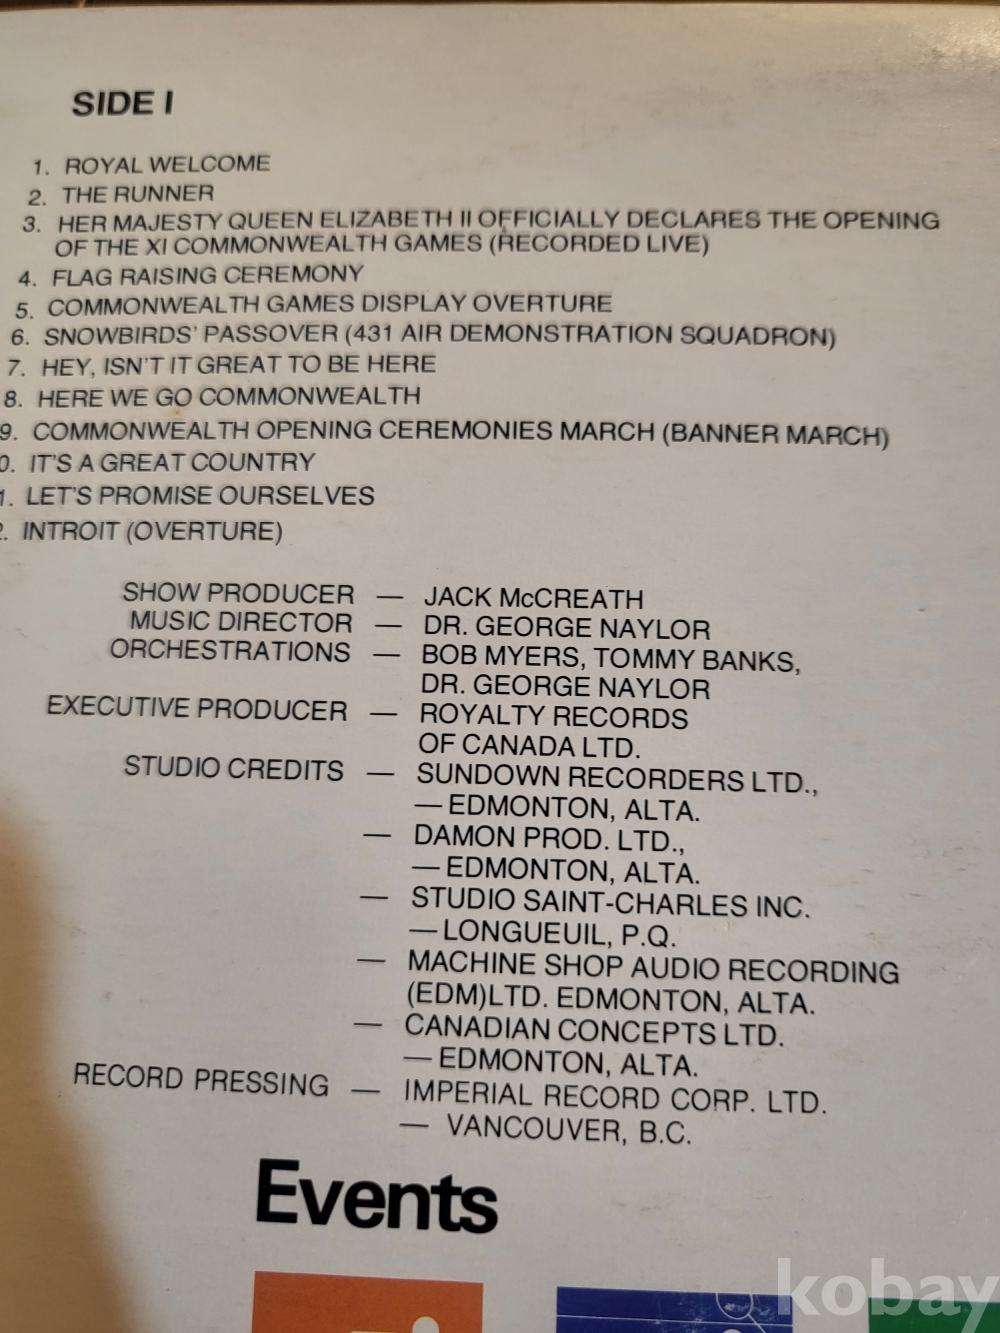 SIDE I
1. ROYAL WELCOME
2. THE RUNNER
3. HER MAJESTY QUEEN ELIZABETH II OFFICIALLY DECLARES THE OPENING
OF THE XI COMMONWEALTH GAMES (RECORDED LIVE)
4. FLAG RAISING CEREMONY
5. COMMONWEALTH GAMES DISPLAY OVERTURE
6. SNOWBIRDS' PASSOVER (431 AIR DEMONSTRATION SQUADRON)
7. HEY, ISN'T IT GREAT TO BE HERE
8. HERE WE GO COMMONWEALTH
9. COMMONWEALTH OPENING CEREMONIES MARCH (BANNER MARCH)
0. IT'S A GREAT COUNTRY
1. LET'S PROMISE OURSELVES
2. INTROIT (OVERTURE)
SHOW PRODUCER — JACK McCREATH
MUSIC DIRECTOR — DR. GEORGE NAYLOR
ORCHESTRATIONS — BOB MYERS, TOMMY BANKS,
DR. GEORGE NAYLOR
EXECUTIVE PRODUCER — ROYALTY RECORDS
OF CANADA LTD.
STUDIO CREDITS — SUNDOWN RECORDERS LTD.,
— EDMONTON, ALTA.
— DAMON PROD. LTD.,
— EDMONTON, ALTA.
— STUDIO SAINT-CHARLES INC.
— LONGUEUIL, P.Q.
— MACHINE SHOP AUDIO RECORDING
(EDM)LTD. EDMONTON, ALTA.
— CANADIAN CONCEPTS LTD.
— EDMONTON, ALTA.
RECORD PRESSING — IMPERIAL RECORD CORP. LTD.
— VANCOUVER, B.C.
Events
kobay